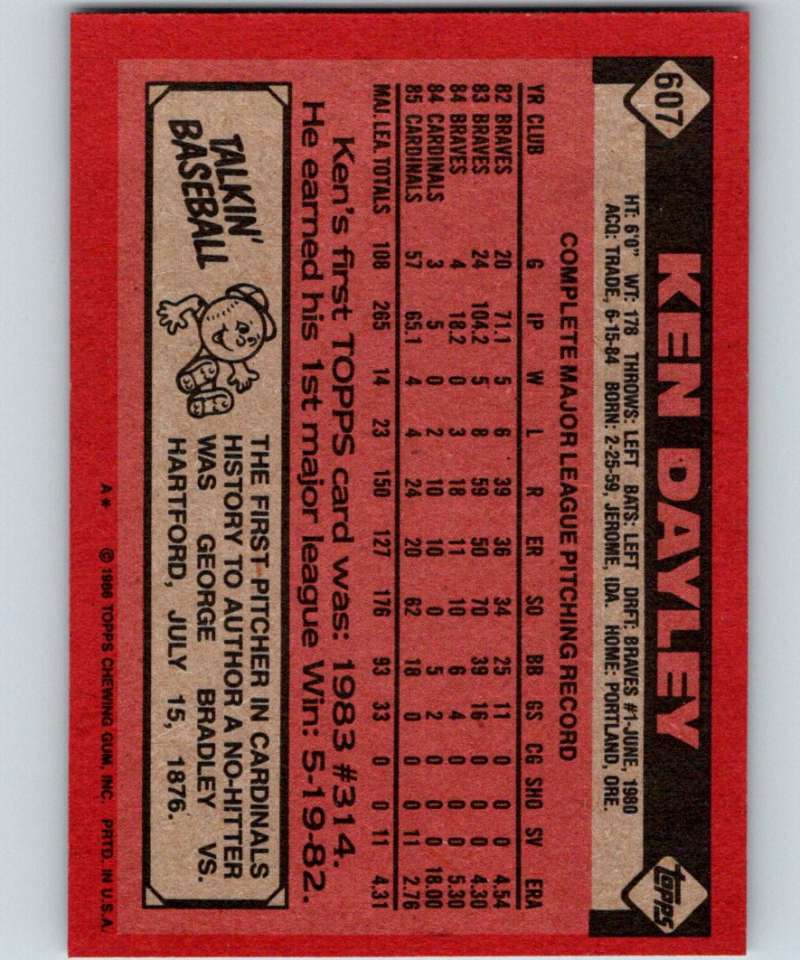 607 KEN DAYLEY TOPPS
HT: 6'0" WT: 178 THROWS: LEFT BATS: LEFT DRFT: BRAVES #1-JUNE, 1980
ACQ: TRADE, 6-15-84 BORN: 2-25-59, JEROME, IDA. HOME: PORTLAND, ORE.
COMPLETE MAJOR LEAGUE PITCHING RECORD
YR CLUB G IP W L R ER SO BB GS CG SHO SV ERA
82 BRAVES 20 71.1 5 6 39 36 34 25 11 0 0 0 4.54
83 BRAVES 24 104.2 5 8 59 50 70 39 16 0 0 0 4.30
84 BRAVES 4 18.2 0 3 18 11 10 6 4 0 0 0 5.30
84 CARDINALS 3 5 0 2 10 10 0 5 2 0 0 0 18.00
85 CARDINALS 57 65.1 4 4 24 20 62 18 0 0 0 11 2.76
MAJ. LEA. TOTALS 108 265 14 23 150 127 176 93 33 0 0 11 4.31
Ken's first TOPPS card was: 1983 #314.
He earned his 1st major league Win: 5-19-82.
TALKIN'
BASEBALL
THE FIRST PITCHER IN CARDINALS
HISTORY TO AUTHOR A NO-HITTER
WAS GEORGE BRADLEY VS.
HARTFORD, JULY 15, 1876.
A* © 1986 TOPPS CHEWING GUM, INC. PRTD. IN U.S.A.